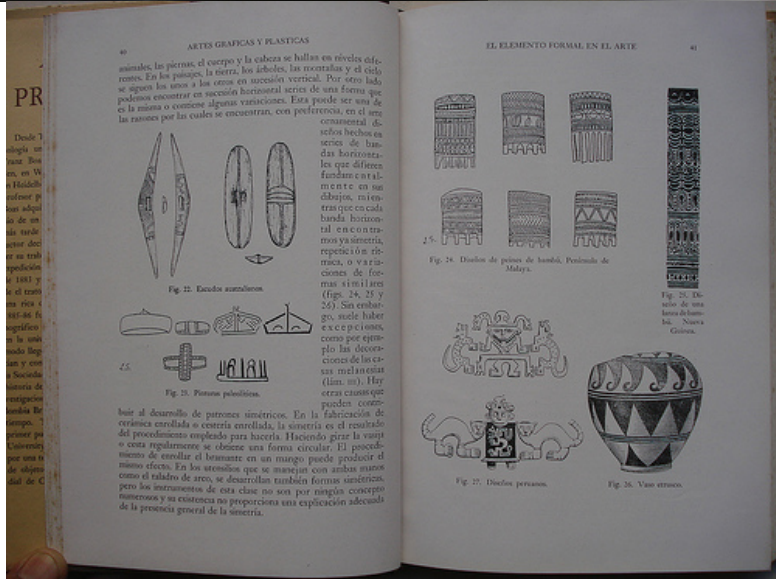 PR
Desde
40
ARTES GRAFICAS Y PLASTICAS
animales, las piernas, el cuerpo y la cabeza se hallan en niveles dife-
rentes. En los paisajes, la tierra, los árboles, las montañas y el cielo
se siguen los unos a los otros en sucesión vertical. Por otro lado
podemos encontrar en sucesión horizontal series de una forma que
es la misma o contiene algunas variaciones. Esta puede ser una de
las razones por las cuales se encuentran, con preferencia, en el arte
ornamental di-
seños hechos en
series de ban-
das horizonta-
les que difieren
fundamental-
mente en sus
dibujos, mien-
tras que en cada
banda horizon-
tal encontra-
mos ya simetría,
repetición rít-
mica, o varia-
ciones de for-
mas similares
(figs. 24, 25 y
26). Sin embar-
go, suele haber
excepciones,
como por ejem-
plo las decora-
ciones de las ca-
sas melanesias
(lám. III). Hay
otras causas que
pueden contri-
Fig. 22. Escudos australianos.
25.
Fig. 23. Pinturas paleolíticas.
buir al desarrollo de patrones simétricos. En la fabricación de
cerámica enrollada o cestería enrollada, la simetría es el resultado
del procedimiento empleado para hacerla. Haciendo girar la vasija
o cesta regularmente se obtiene una forma circular. El procedi-
miento de enrollar el bramante en un mango puede producir el
mismo efecto. En los utensilios que se manejan con ambas manos
como el taladro de arco, se desarrollan también formas simétricas,
pero los instrumentos de esta clase no son por ningún concepto
numerosos y su existencia no proporciona una explicación adecuada
de la presencia general de la simetría.
EL ELEMENTO FORMAL EN EL ARTE
41
25.
Fig. 24. Diseños de peines de bambú, Península de
Malaya.
Fig. 25. Di-
seño de una
lanza de bam-
bú. Nueva
Guinea.
Fig. 27. Diseños peruanos.
Fig. 26. Vaso etrusco.